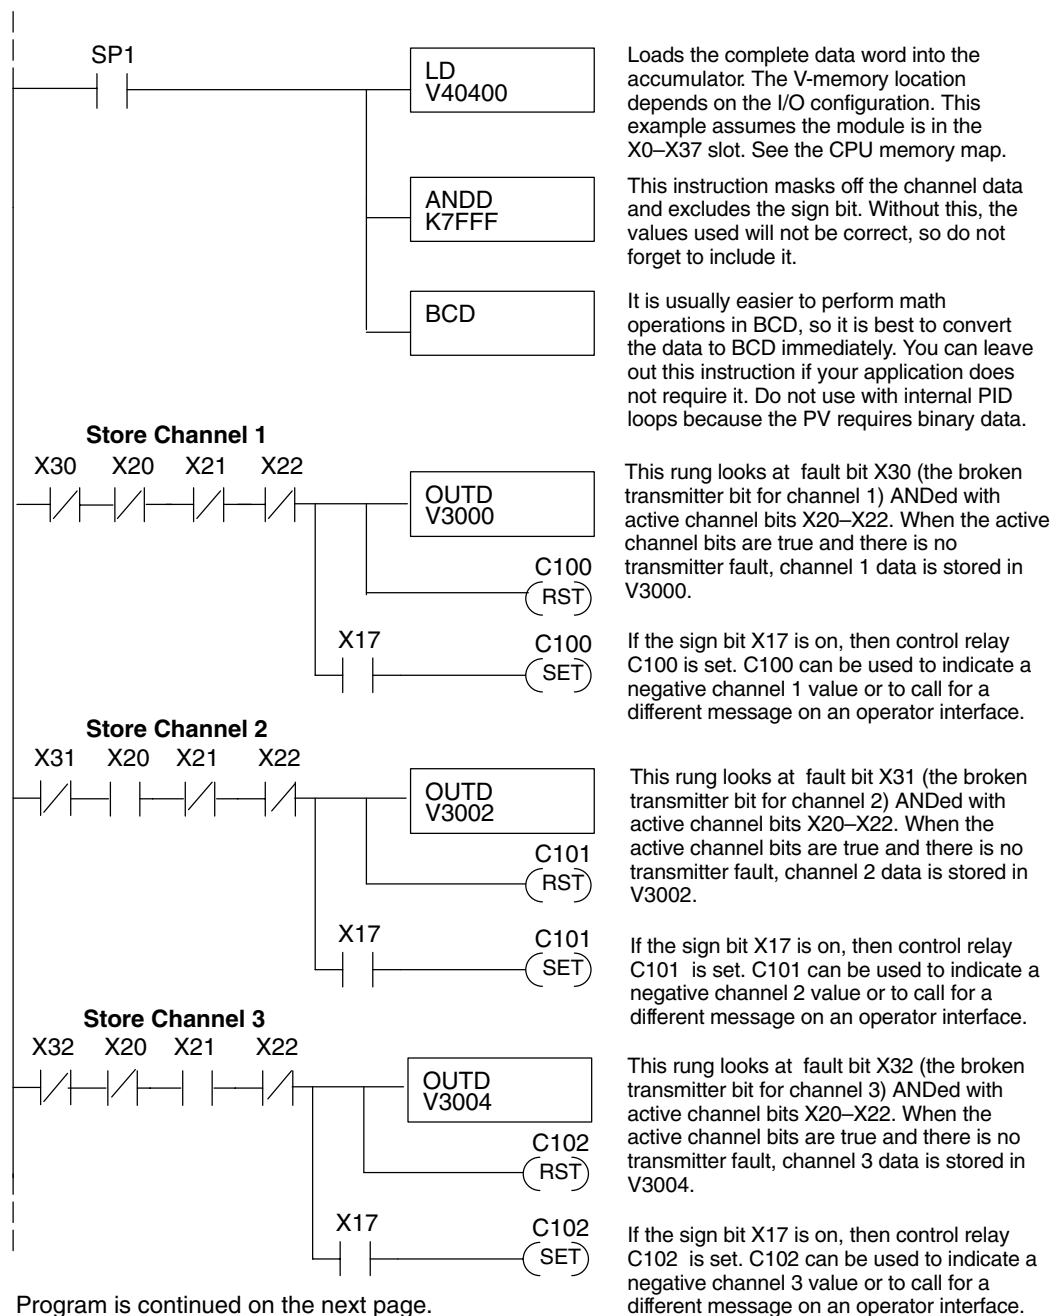 SP1
LD
V40400
Loads the complete data word into the
accumulator. The V-memory location
depends on the I/O configuration. This
example assumes the module is in the
X0–X37 slot. See the CPU memory map.
ANDD
K7FFF
This instruction masks off the channel data
and excludes the sign bit. Without this, the
values used will not be correct, so do not
forget to include it.
BCD
It is usually easier to perform math
operations in BCD, so it is best to convert
the data to BCD immediately. You can leave
out this instruction if your application does
not require it. Do not use with internal PID
loops because the PV requires binary data.
Store Channel 1
X30 X20 X21 X22
OUTD
V3000
C100
RST
X17
C100
SET
This rung looks at  fault bit X30 (the broken
transmitter bit for channel 1) ANDed with
active channel bits X20–X22. When the active
channel bits are true and there is no
transmitter fault, channel 1 data is stored in
V3000.
If the sign bit X17 is on, then control relay
C100 is set. C100 can be used to indicate a
negative channel 1 value or to call for a
different message on an operator interface.
Store Channel 2
X31 X20 X21 X22
OUTD
V3002
C101
RST
X17
C101
SET
This rung looks at  fault bit X31 (the broken
transmitter bit for channel 2) ANDed with
active channel bits X20–X22. When the
active channel bits are true and there is no
transmitter fault, channel 2 data is stored in
V3002.
If the sign bit X17 is on, then control relay
C101  is set. C101 can be used to indicate a
negative channel 2 value or to call for a
different message on an operator interface.
Store Channel 3
X32 X20 X21 X22
OUTD
V3004
C102
RST
X17
C102
SET
This rung looks at  fault bit X32 (the broken
transmitter bit for channel 3) ANDed with
active channel bits X20–X22. When the
active channel bits are true and there is no
transmitter fault, channel 3 data is stored in
V3004.
If the sign bit X17 is on, then control relay
C102  is set. C102 can be used to indicate a
negative channel 3 value or to call for a
different message on an operator interface.
Program is continued on the next page.